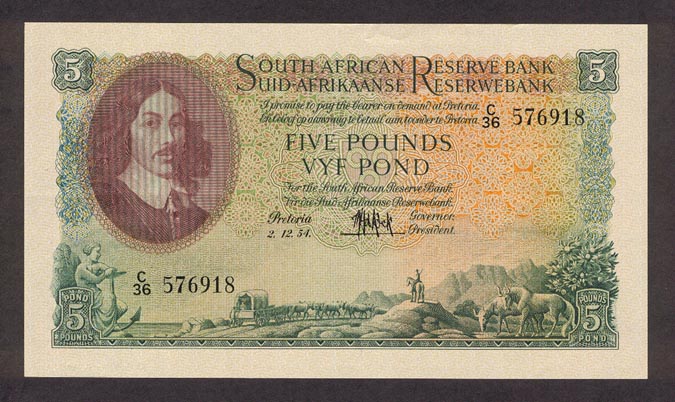 5
5
SOUTH AFRICAN RESERVE BANK
SUID-AFRIKAANSE RESERWEBANK
I promise to pay the bearer on demand at Pretoria.
Ek beloof op aanvraag te betaal aan toonder te Pretoria.
C/36 576918
FIVE POUNDS
VYF POND
For the South African Reserve Bank.
Vir die Suid-Afrikaanse Reserwebank.
Pretoria
Governor.
2.12.54.
President.
C/36 576918
POND
5
POUNDS
POUNDS
5
POND